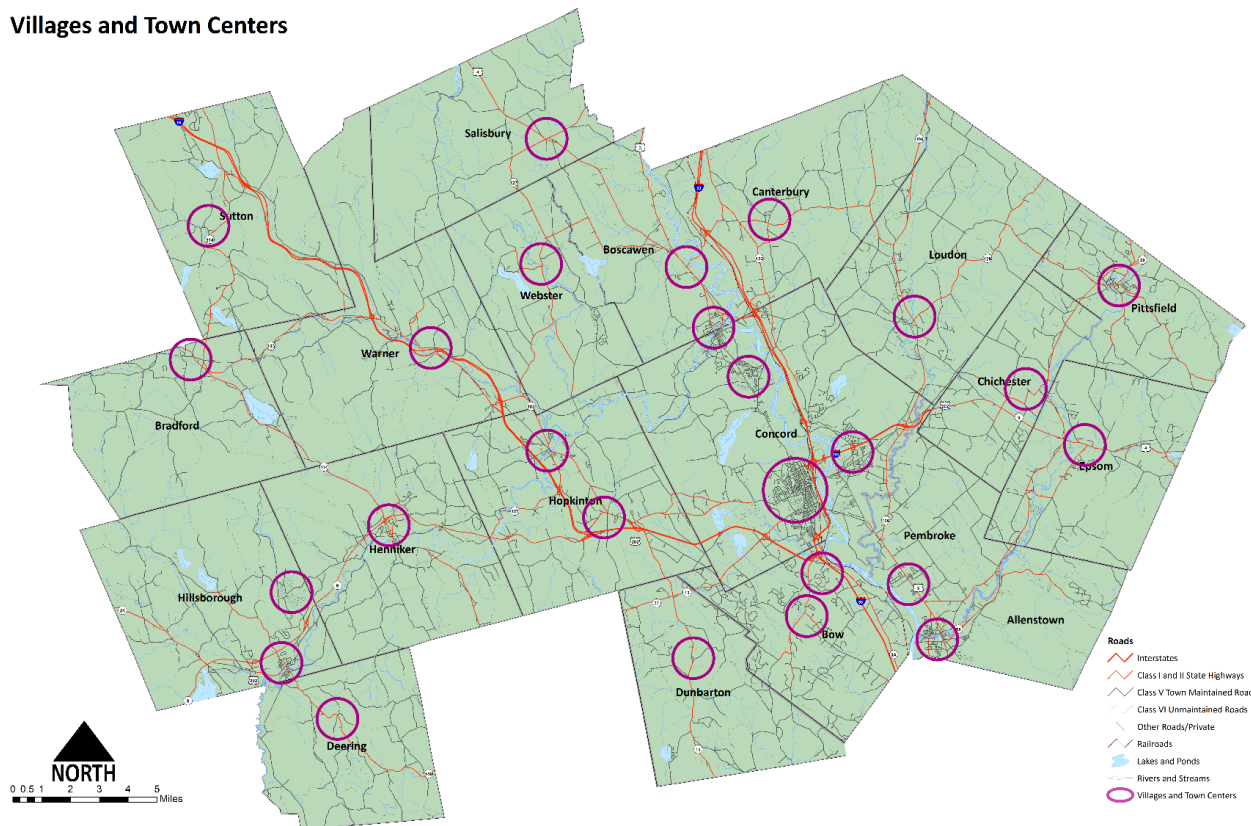 Villages and Town Centers
Salisbury
Sutton
Canterbury
Boscawen
Loudon
Webster
Pittsfield
Warner
Chichester
Bradford
Concord
Epsom
Hopkinton
Henniker
Pembroke
Hillsborough
Allenstown
Bow
Dunbarton
Deering
NORTH
0 0.5 1 2 3 4 5
Miles
Roads
Interstates
Class I and II State Highways
Class V Town Maintained Road
Class VI Unmaintained Roads
Other Roads/Private
Railroads
Lakes and Ponds
Rivers and Streams
Villages and Town Centers